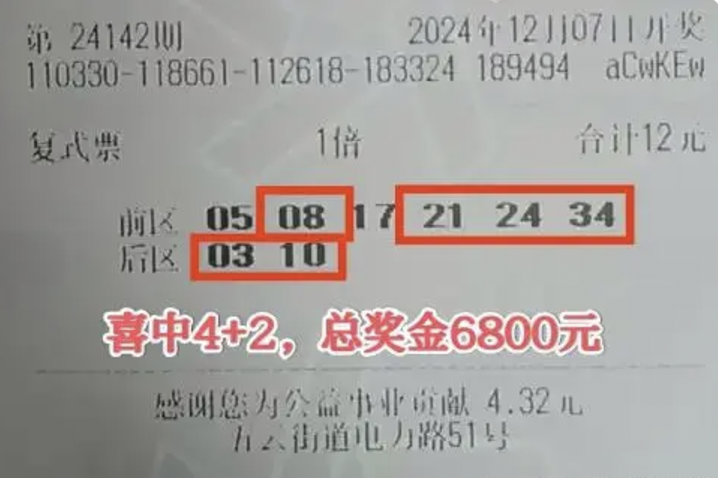 第 24142期 2024年12月07日开奖
110330-118661-112618-183324 189494 aCwKEw
复式票 1倍 合计12元
前区 05 08 17 21 24 34
后区 03 10
喜中4+2，总奖金6800元
感谢您为公益事业贡献 4.32元
五云街道电力路51号